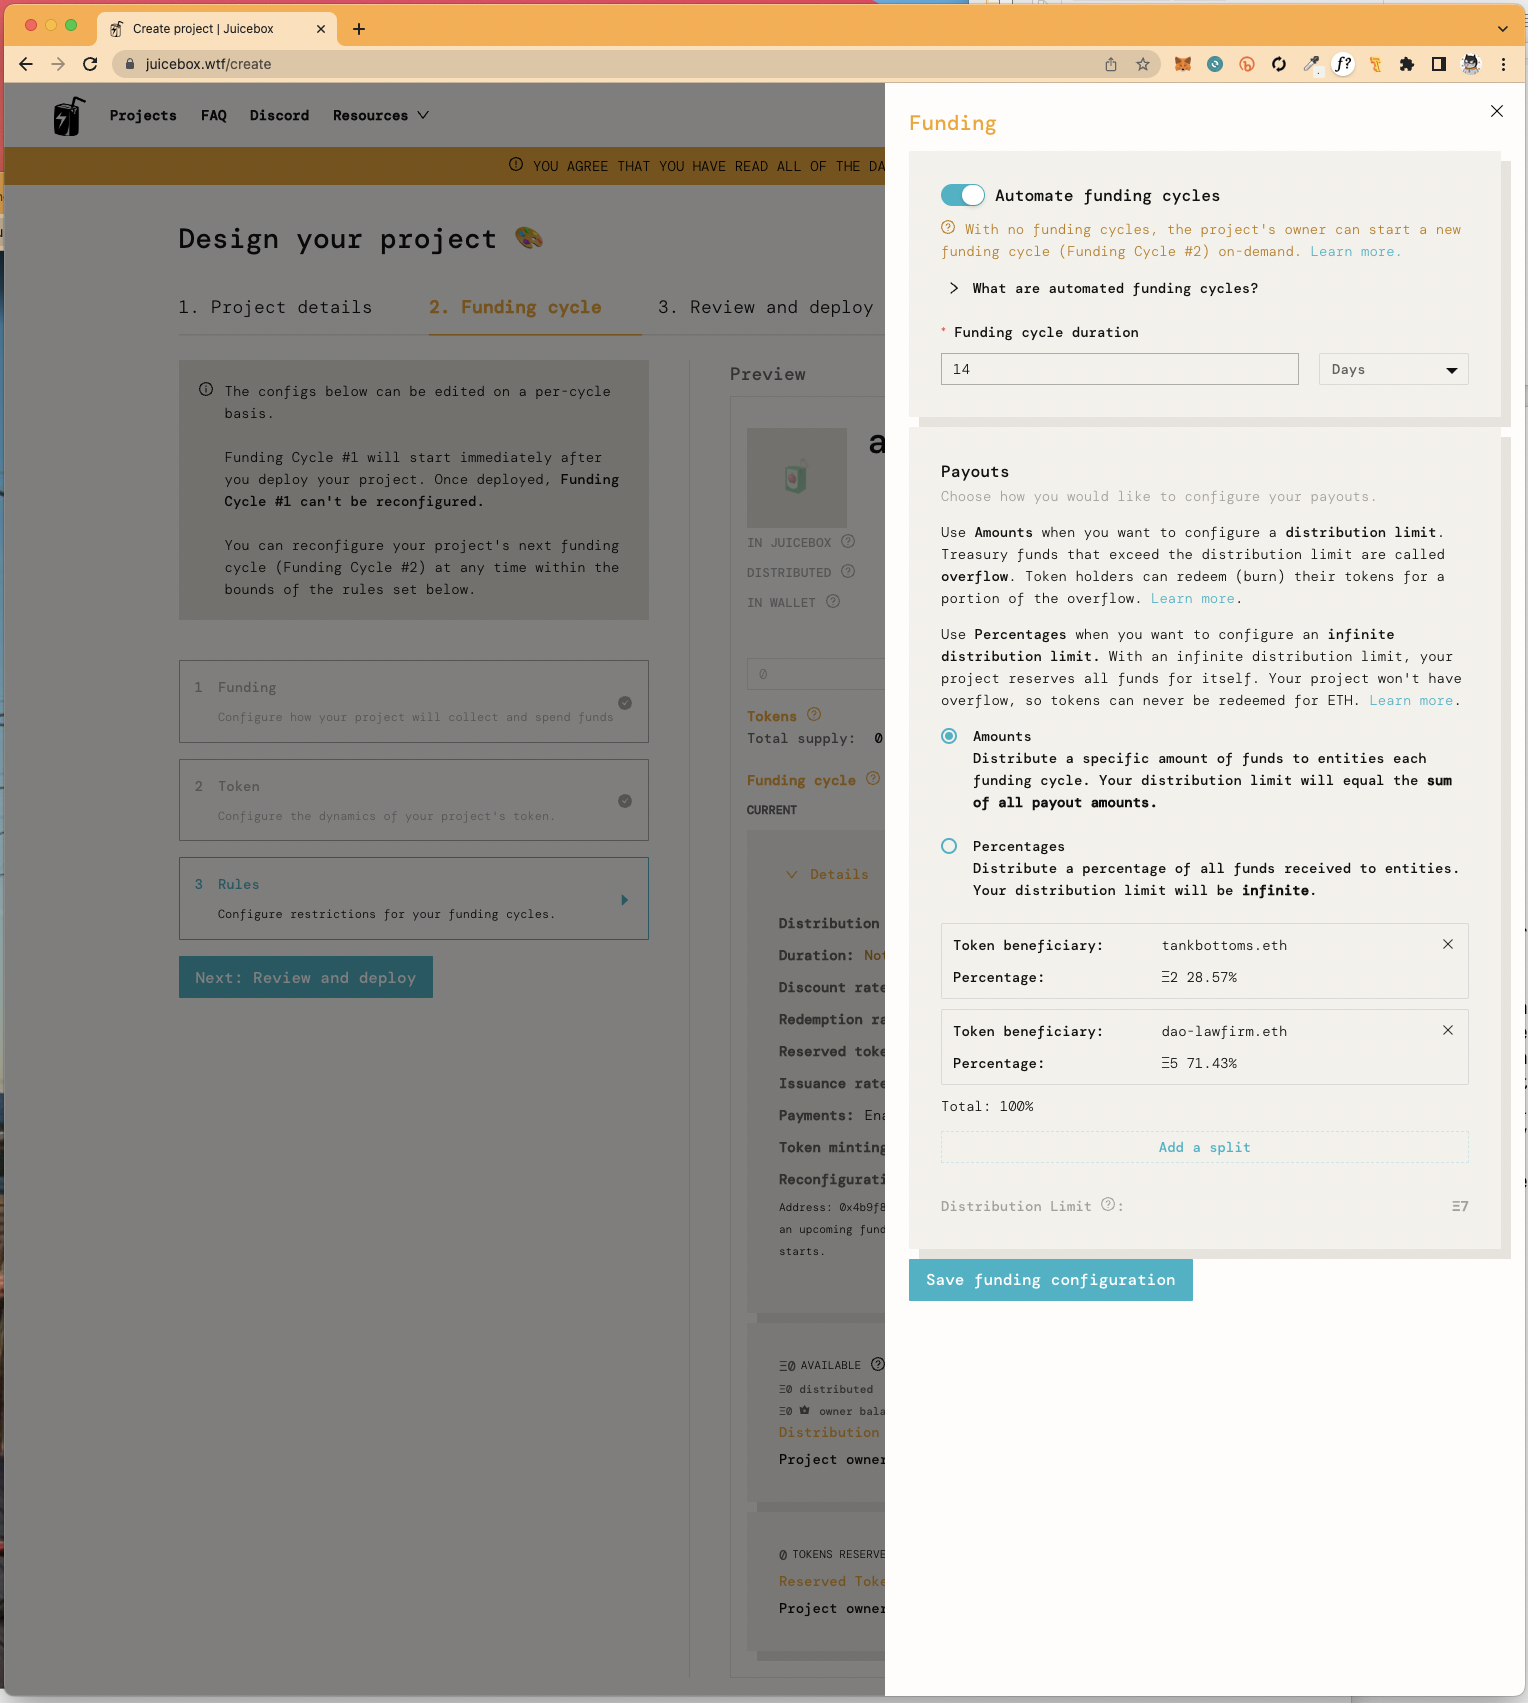 Create project | Juicebox
juicebox.wtf/create
Projects FAQ Discord Resources
YOU AGREE THAT YOU HAVE READ ALL OF THE DA
Design your project 🎨
1. Project details 2. Funding cycle 3. Review and deploy
The configs below can be edited on a per-cycle
basis.
Funding Cycle #1 will start immediately after
you deploy your project. Once deployed, Funding
Cycle #1 can't be reconfigured.
You can reconfigure your project's next funding
cycle (Funding Cycle #2) at any time within the
bounds of the rules set below.
1 Funding
Configure how your project will collect and spend funds
2 Token
Configure the dynamics of your project's token.
3 Rules
Configure restrictions for your funding cycles.
Next: Review and deploy
Preview
a
IN JUICEBOX
DISTRIBUTED
IN WALLET
0
Tokens
Total supply: 0
Funding cycle
CURRENT
Details
Distribution
Duration: Not
Discount rate
Redemption ra
Reserved toke
Issuance rate
Payments: Ena
Token minting
Reconfigurati
Address: 0x4b9f8
an upcoming fund
starts.
Ξ0 AVAILABLE
Ξ0 distributed
Ξ0 owner bala
Distribution
Project owner
0 TOKENS RESERVE
Reserved Toke
Project owner
Funding
Automate funding cycles
With no funding cycles, the project's owner can start a new
funding cycle (Funding Cycle #2) on-demand. Learn more.
What are automated funding cycles?
* Funding cycle duration
14 Days
Payouts
Choose how you would like to configure your payouts.
Use Amounts when you want to configure a distribution limit.
Treasury funds that exceed the distribution limit are called
overflow. Token holders can redeem (burn) their tokens for a
portion of the overflow. Learn more.
Use Percentages when you want to configure an infinite
distribution limit. With an infinite distribution limit, your
project reserves all funds for itself. Your project won't have
overflow, so tokens can never be redeemed for ETH. Learn more.
Amounts
Distribute a specific amount of funds to entities each
funding cycle. Your distribution limit will equal the sum
of all payout amounts.
Percentages
Distribute a percentage of all funds received to entities.
Your distribution limit will be infinite.
Token beneficiary: tankbottoms.eth
Percentage: Ξ2 28.57%
Token beneficiary: dao-lawfirm.eth
Percentage: Ξ5 71.43%
Total: 100%
Add a split
Distribution Limit : Ξ7
Save funding configuration